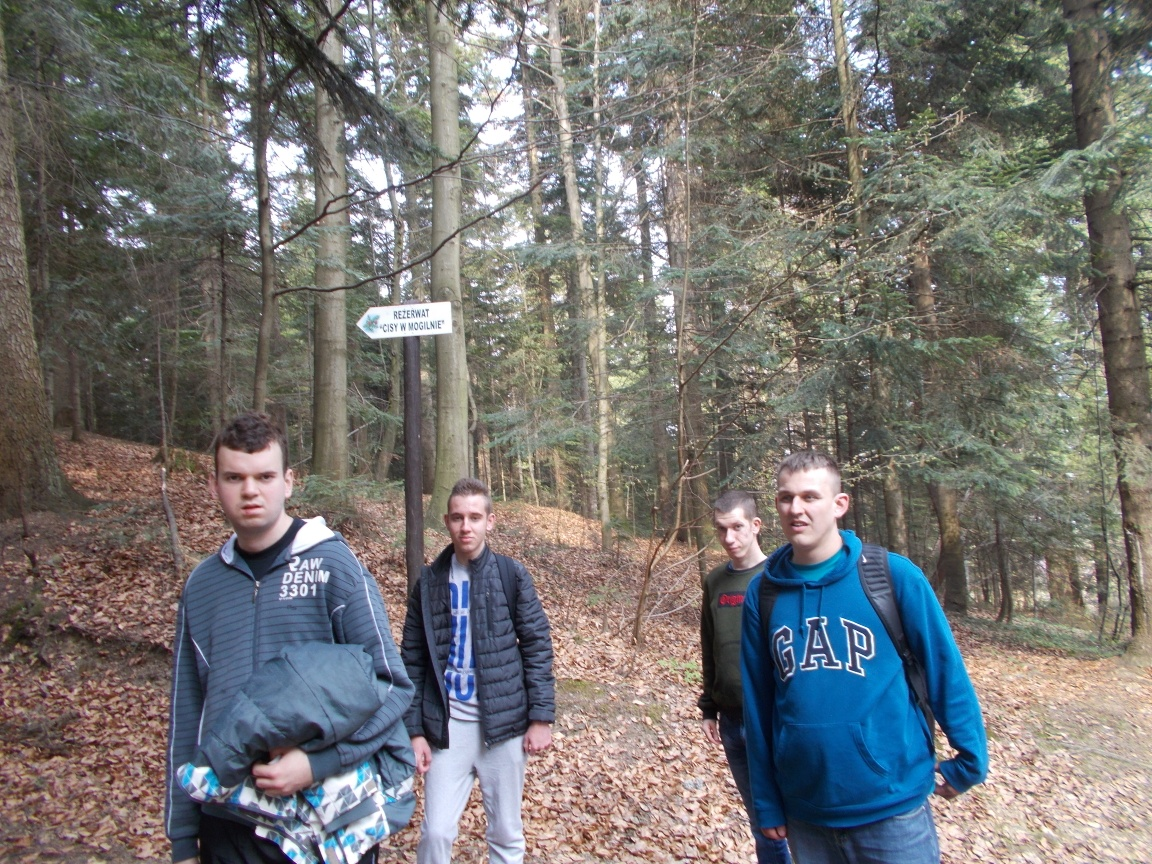 REZERWAT
"CISY W MOGILNIE"
RAW
DENIM
3301
GAP